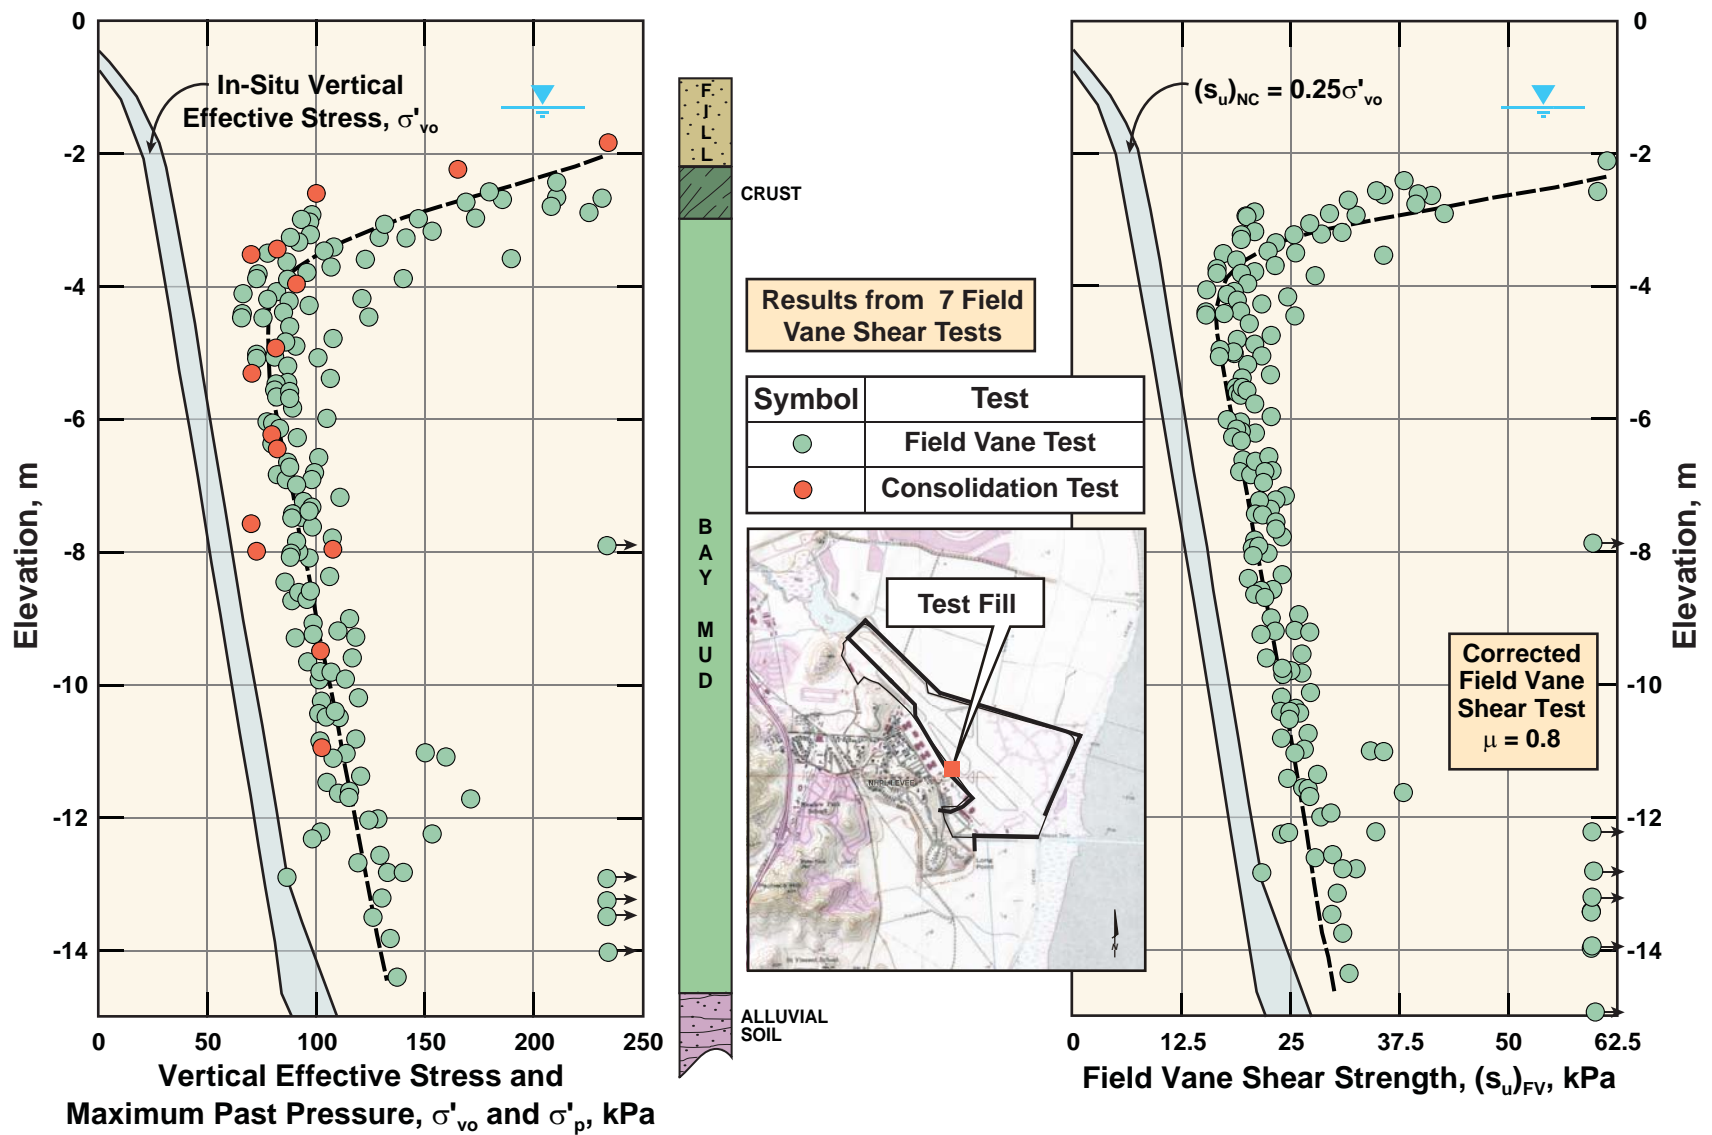 0
-2
-4
-6
-8
-10
-12
-14
Elevation, m
In-Situ Vertical
Effective Stress, σ'vo
0 50 100 150 200 250
Vertical Effective Stress and
Maximum Past Pressure, σ'vo and σ'p, kPa
F
I
L
L
CRUST
B
A
Y
M
U
D
ALLUVIAL
SOIL
Results from 7 Field
Vane Shear Tests
Symbol Test
Field Vane Test
Consolidation Test
Test Fill
N
(su)NC = 0.25σ'vo
Corrected
Field Vane
Shear Test
μ = 0.8
0
-2
-4
-6
-8
-10
-12
-14
Elevation, m
0 12.5 25 37.5 50 62.5
Field Vane Shear Strength, (su)FV, kPa